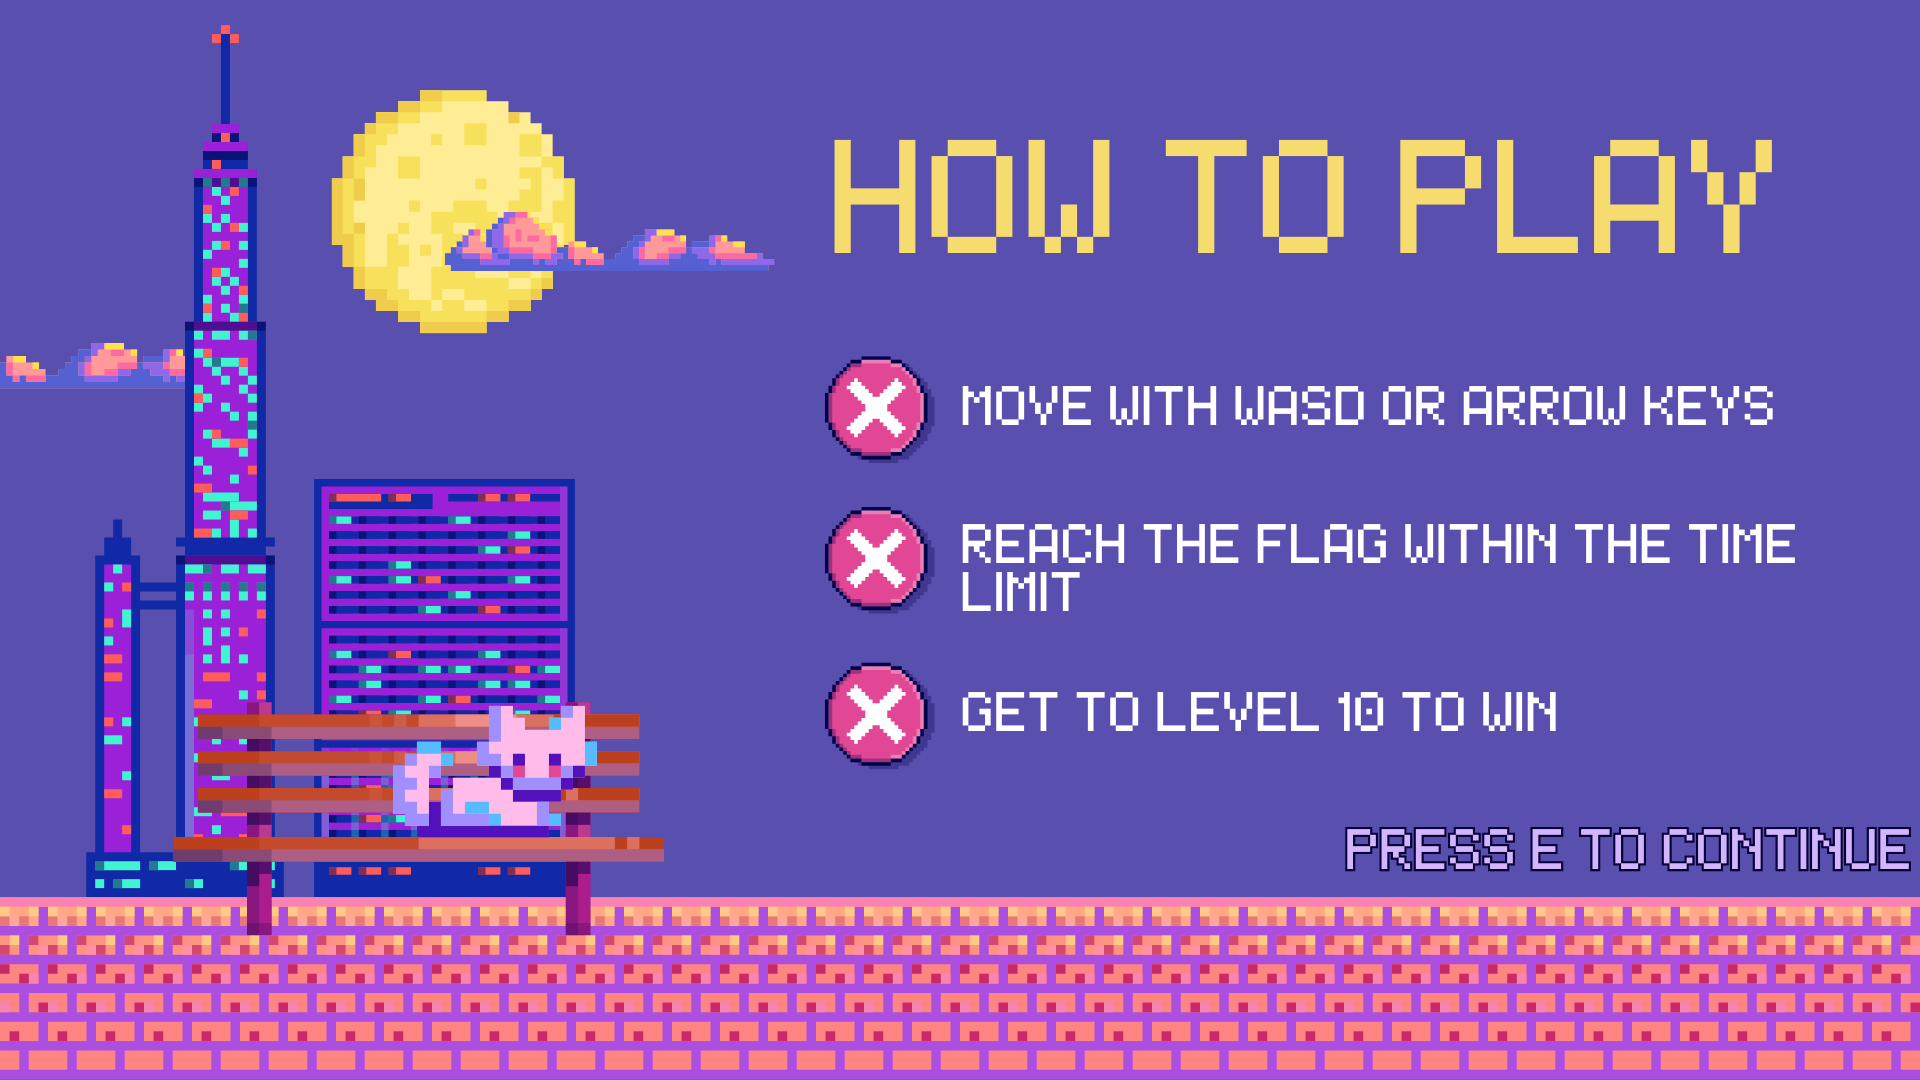 HOW TO PLAY
MOVE WITH WASD OR ARROW KEYS
REACH THE FLAG WITHIN THE TIME
LIMIT
GET TO LEVEL 10 TO WIN
PRESS E TO CONTINUE